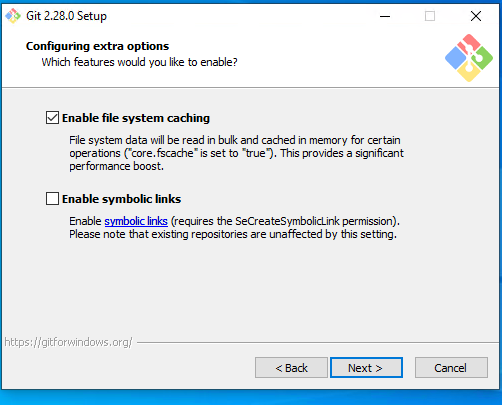 Git 2.28.0 Setup
Configuring extra options
Which features would you like to enable?
Enable file system caching
File system data will be read in bulk and cached in memory for certain
operations ("core.fscache" is set to "true"). This provides a significant
performance boost.
Enable symbolic links
Enable symbolic links (requires the SeCreateSymbolicLink permission).
Please note that existing repositories are unaffected by this setting.
https://gitforwindows.org/
< Back
Next >
Cancel